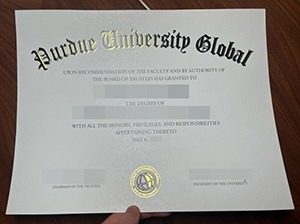 Purdue University Global
UPON RECOMMENDATION OF THE FACULTY AND BY AUTHORITY OF
THE BOARD OF TRUSTEES HAS GRANTED TO
THE DEGREE OF
WITH ALL THE HONORS, PRIVILEGES, AND RESPONSIBILITIES
APPERTAINING THERETO
MAY 6,
CHAIRMAN OF THE TRUSTEES
PRESIDENT OF THE UNIVERSITY